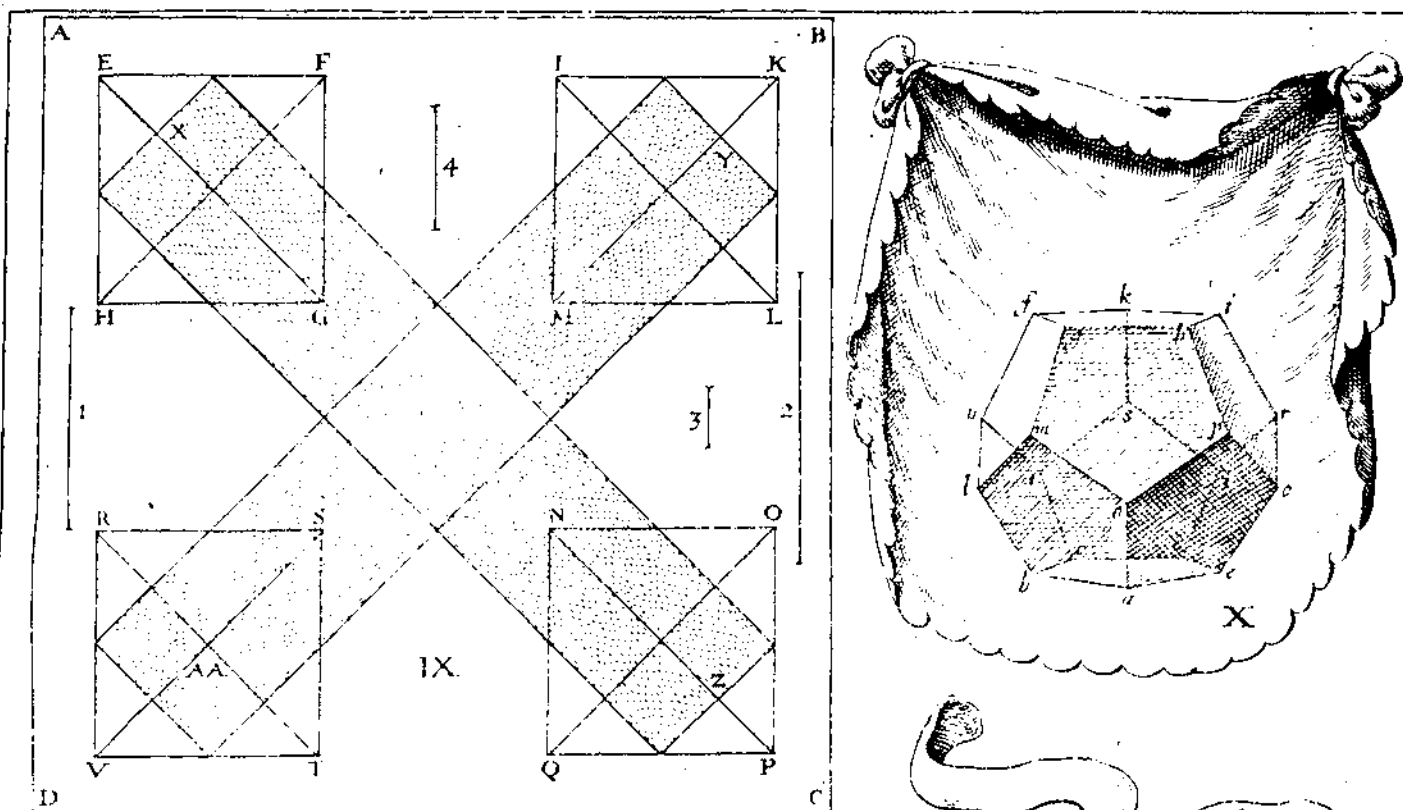 A B
E F I K
X Y
4
H G M L
1 3 2
R S N O
AA IX. Z
V T Q P
D C
f k i
h
u m s r
l i o
n
b a c
X